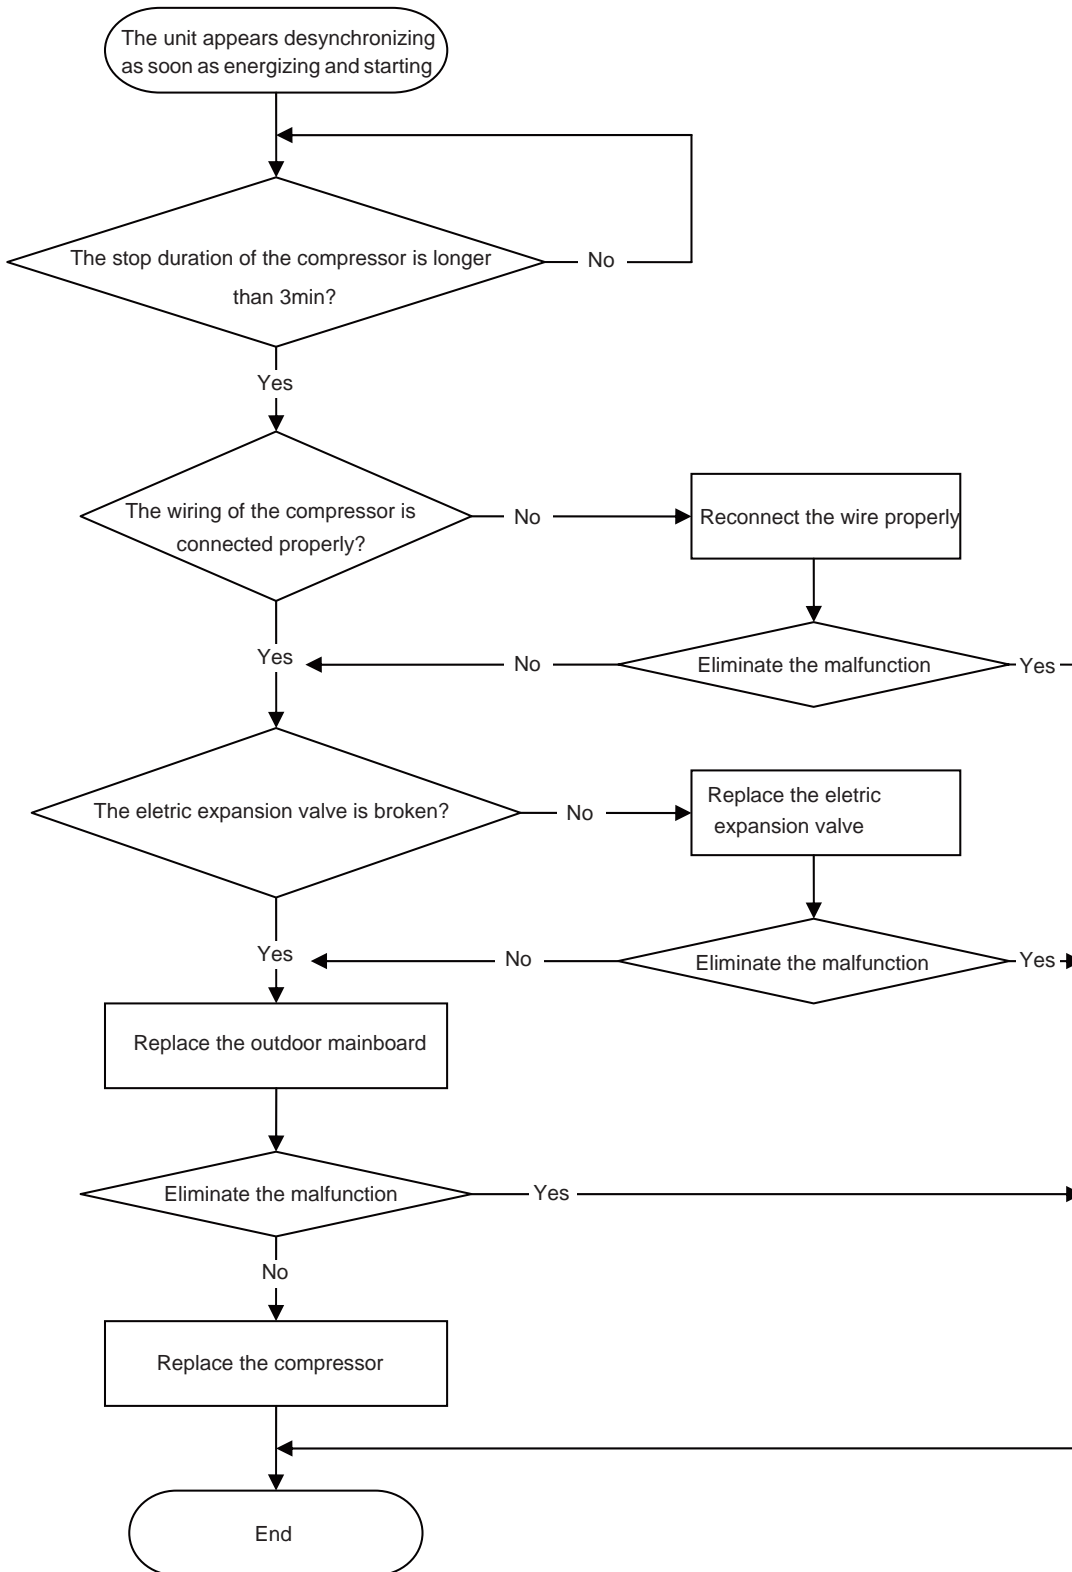 The unit appears desynchronizing
as soon as energizing and starting
The stop duration of the compressor is longer
than 3min?
No
Yes
The wiring of the compressor is
connected properly?
No
Reconnect the wire properly
Yes
No
Eliminate the malfunction
Yes
The eletric expansion valve is broken?
No
Replace the eletric
expansion valve
Yes
No
Eliminate the malfunction
Yes
Replace the outdoor mainboard
Eliminate the malfunction
Yes
No
Replace the compressor
End